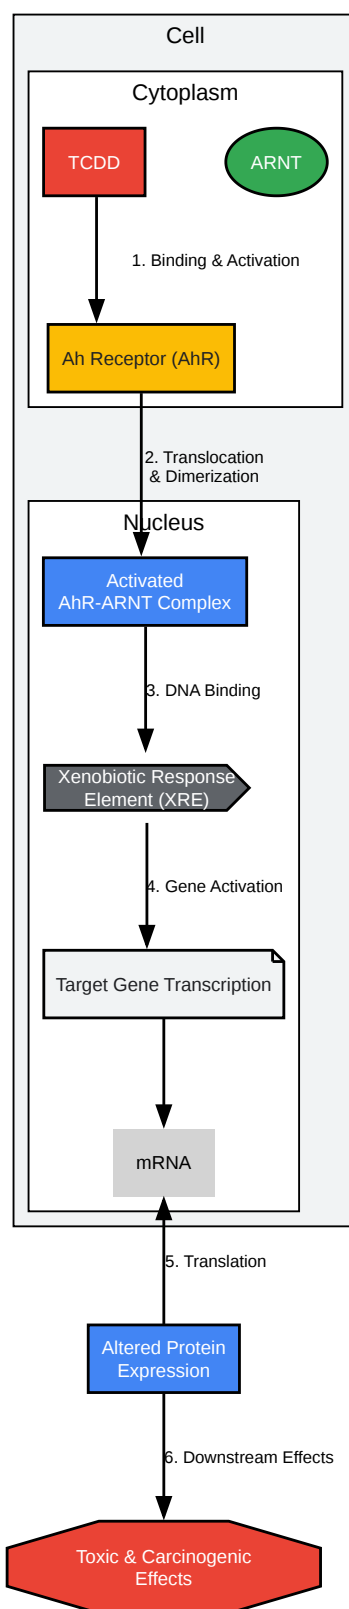 Cell
Cytoplasm
TCDD
ARNT
1. Binding & Activation
Ah Receptor (AhR)
2. Translocation
& Dimerization
Nucleus
Activated
AhR-ARNT Complex
3. DNA Binding
Xenobiotic Response
Element (XRE)
4. Gene Activation
Target Gene Transcription
mRNA
5. Translation
Altered Protein
Expression
6. Downstream Effects
Toxic & Carcinogenic
Effects